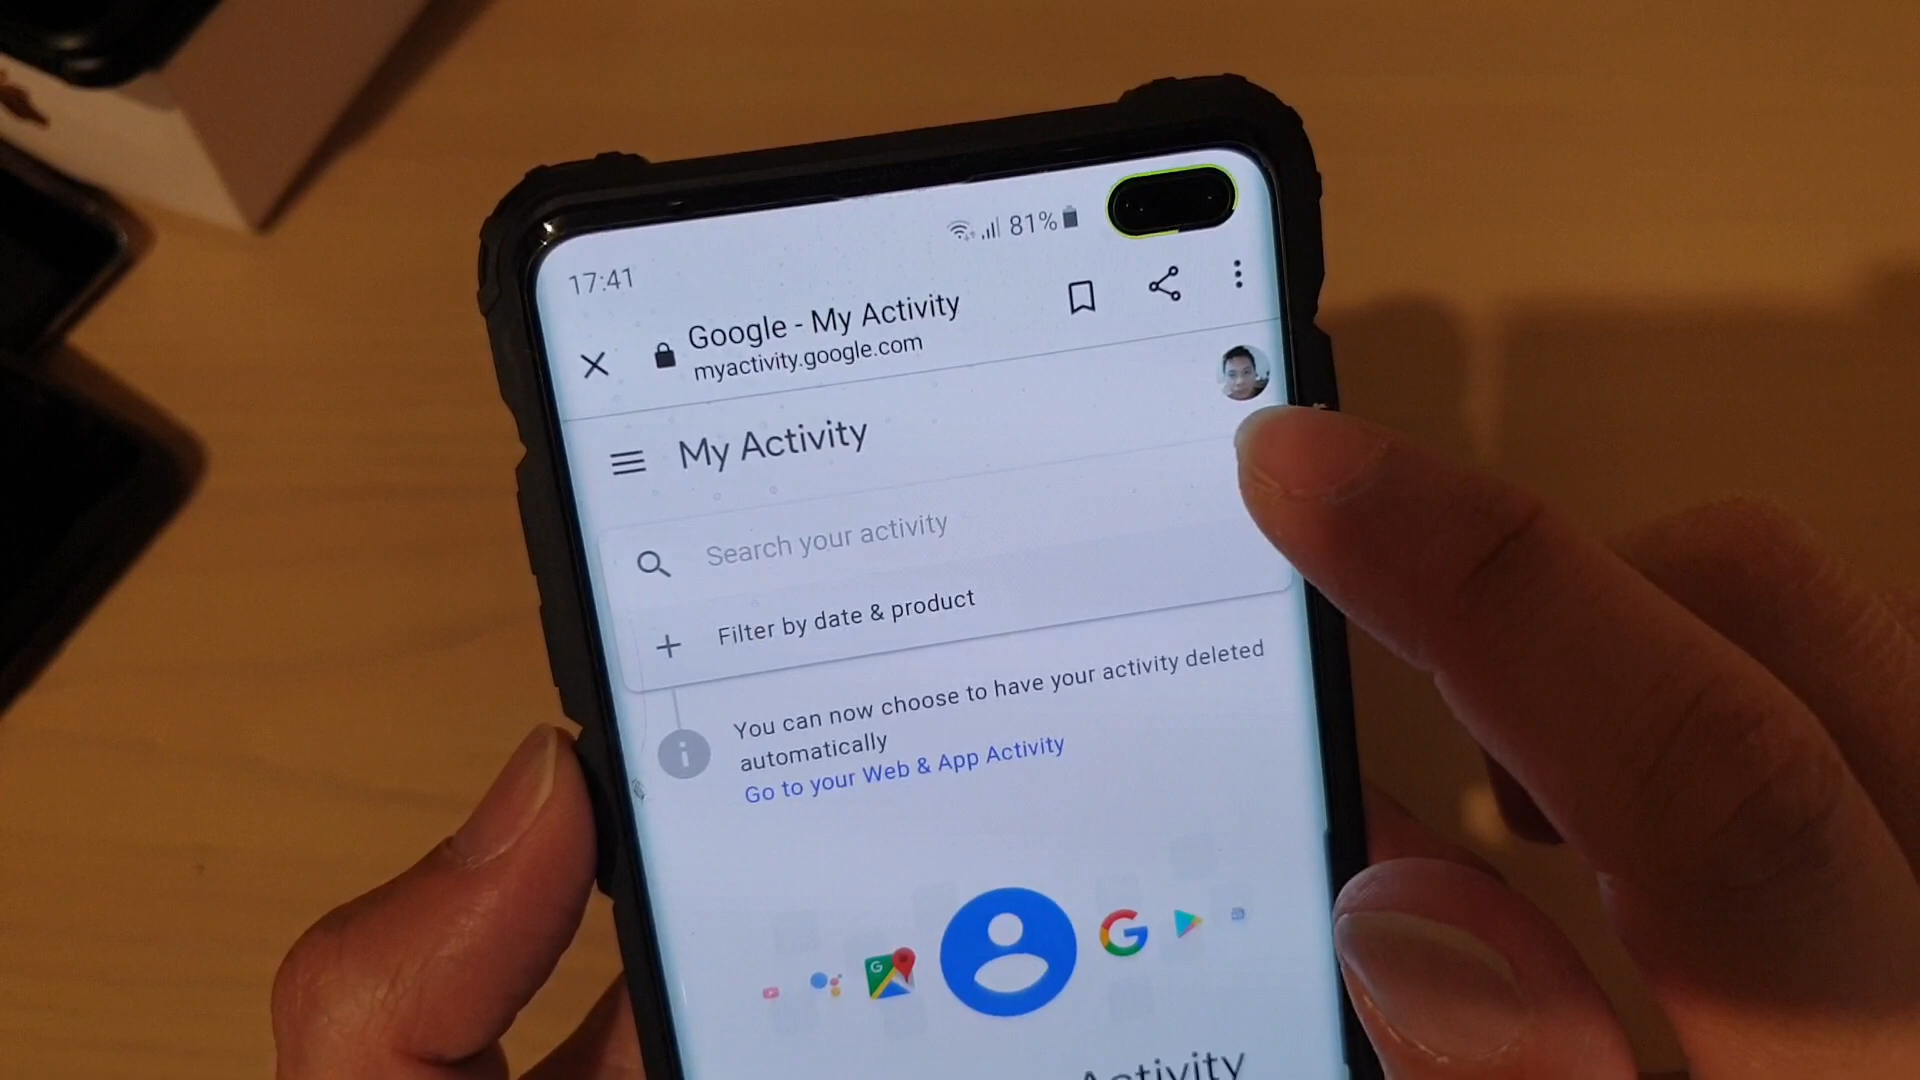 17:41
81%
Google - My Activity
myactivity.google.com
My Activity
Search your activity
Filter by date & product
You can now choose to have your activity deleted
automatically
Go to your Web & App Activity
Activity